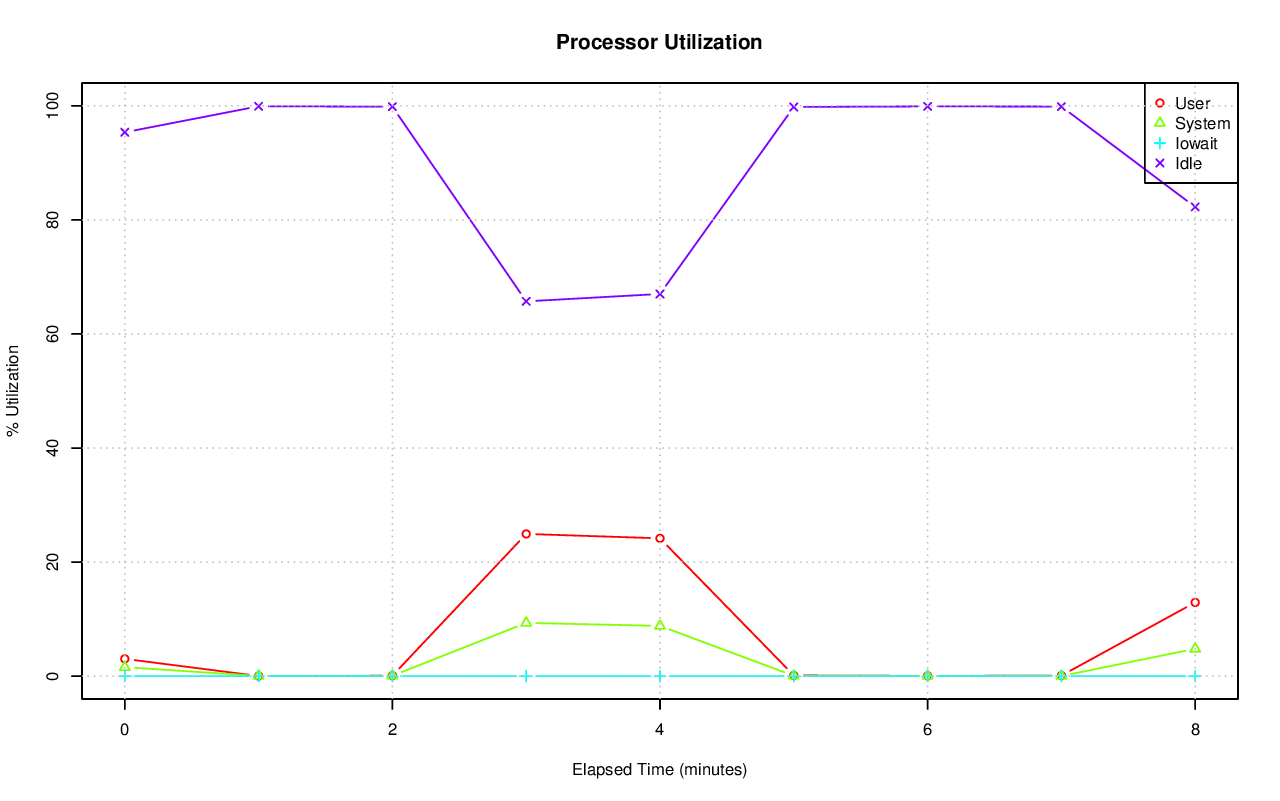 Processor Utilization
User
System
Iowait
Idle
100
80
60
40
20
0
% Utilization
0 2 4 6 8
Elapsed Time (minutes)